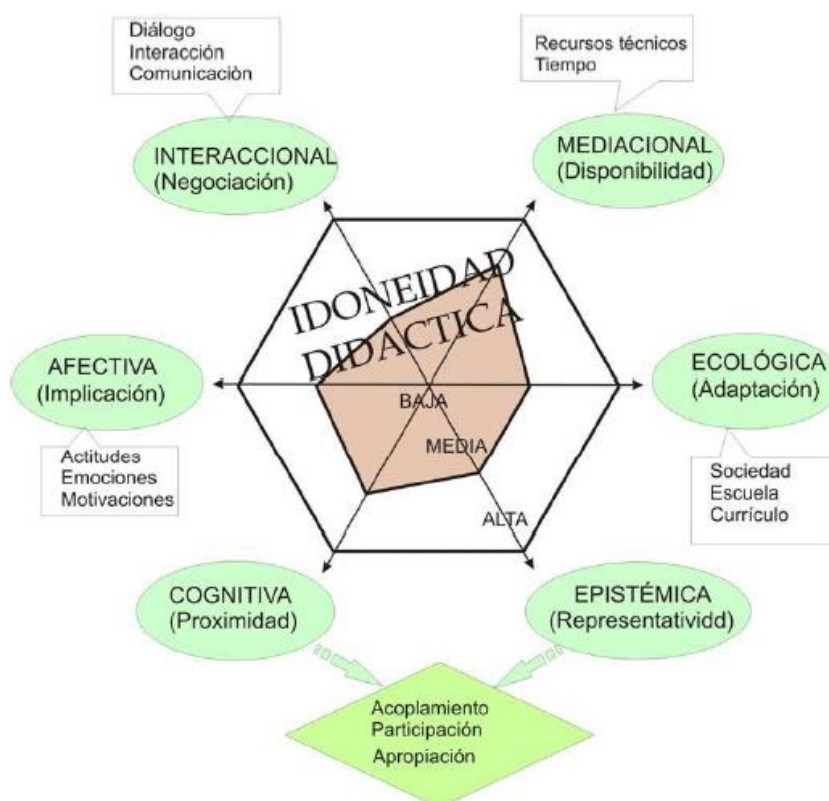 Diálogo
Interacción
Comunicaciòn
Recursos técnicos
Tiempo
INTERACCIONAL
(Negociación)
MEDIACIONAL
(Disponibilidad)
IDONEIDAD
DIDACTICA
AFECTIVA
(Implicación)
ECOLÓGICA
(Adaptación)
BAJA
MEDIA
ALTA
Actitudes
Emociones
Motivaciones
Sociedad
Escuela
Currículo
COGNITIVA
(Proximidad)
EPISTÉMICA
(Representatividd)
Acoplamiento
Participación
Apropiación